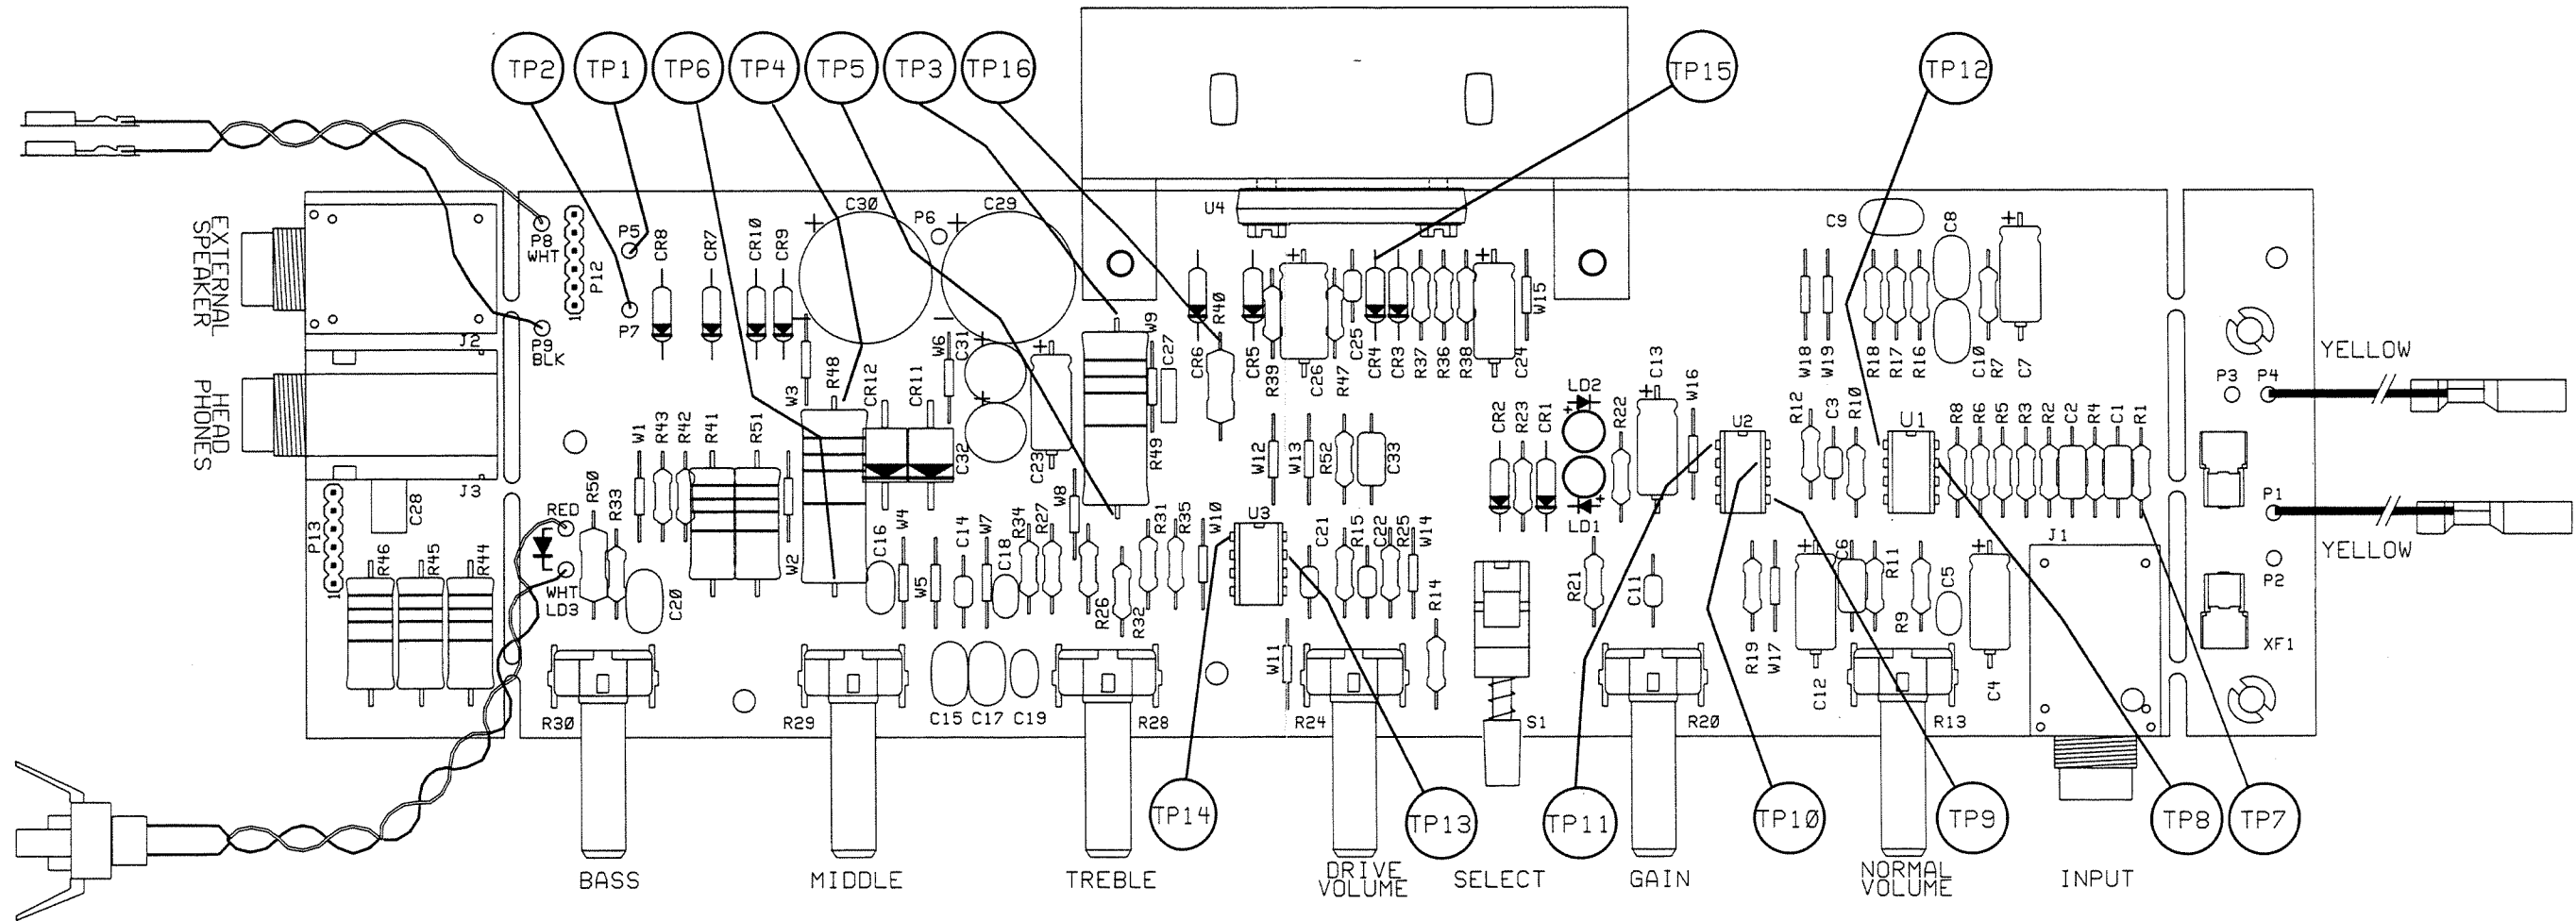 TP2 TP1 TP6 TP4 TP5 TP3 TP16 TP15 TP12
EXTERNAL
SPEAKER
HEAD
PHONES
J2
J3
P13
1
C28
R46
R45
R44
P8
WHT
P9
BLK
P12
1
P5
P7
CR8
CR7
CR10
CR9
+
C30
P6
+
C29
W3
R48
CR12
CR11
W6
+
C31
+
C32
+
C23
W9
C27
R49
W8
RED
WHT
LD3
R50
R33
C20
W1
R43
R42
R41
R51
W2
C16
W4
W5
C14
W7
C18
R34
R27
R26
R32
R31
R35
W10
U3
U4
CR6
R40
CR5
R39
+
C26
R47
C25
CR4
CR3
R37
R36
R38
+
C24
W15
W12
W13
R52
C33
C21
R15
C22
R25
W14
R14
W11
CR2
R23
CR1
LD2
+
LD1
+
R22
+
C13
W16
U2
R21
C11
R19
W17
+
C12
C6
R11
R9
C5
+
C4
R12
C3
R10
U1
W18
W19
C9
R18
R17
R16
C8
C10
R7
+
C7
R8
R6
R5
R3
R2
C2
R4
C1
R1
J1
P3
P4
YELLOW
P1
YELLOW
P2
XF1
R30
R29
C15
C17
C19
R28
R24
S1
R20
R13
TP14 TP13 TP11 TP10 TP9 TP8 TP7
BASS
MIDDLE
TREBLE
DRIVE
VOLUME
SELECT
GAIN
NORMAL
VOLUME
INPUT